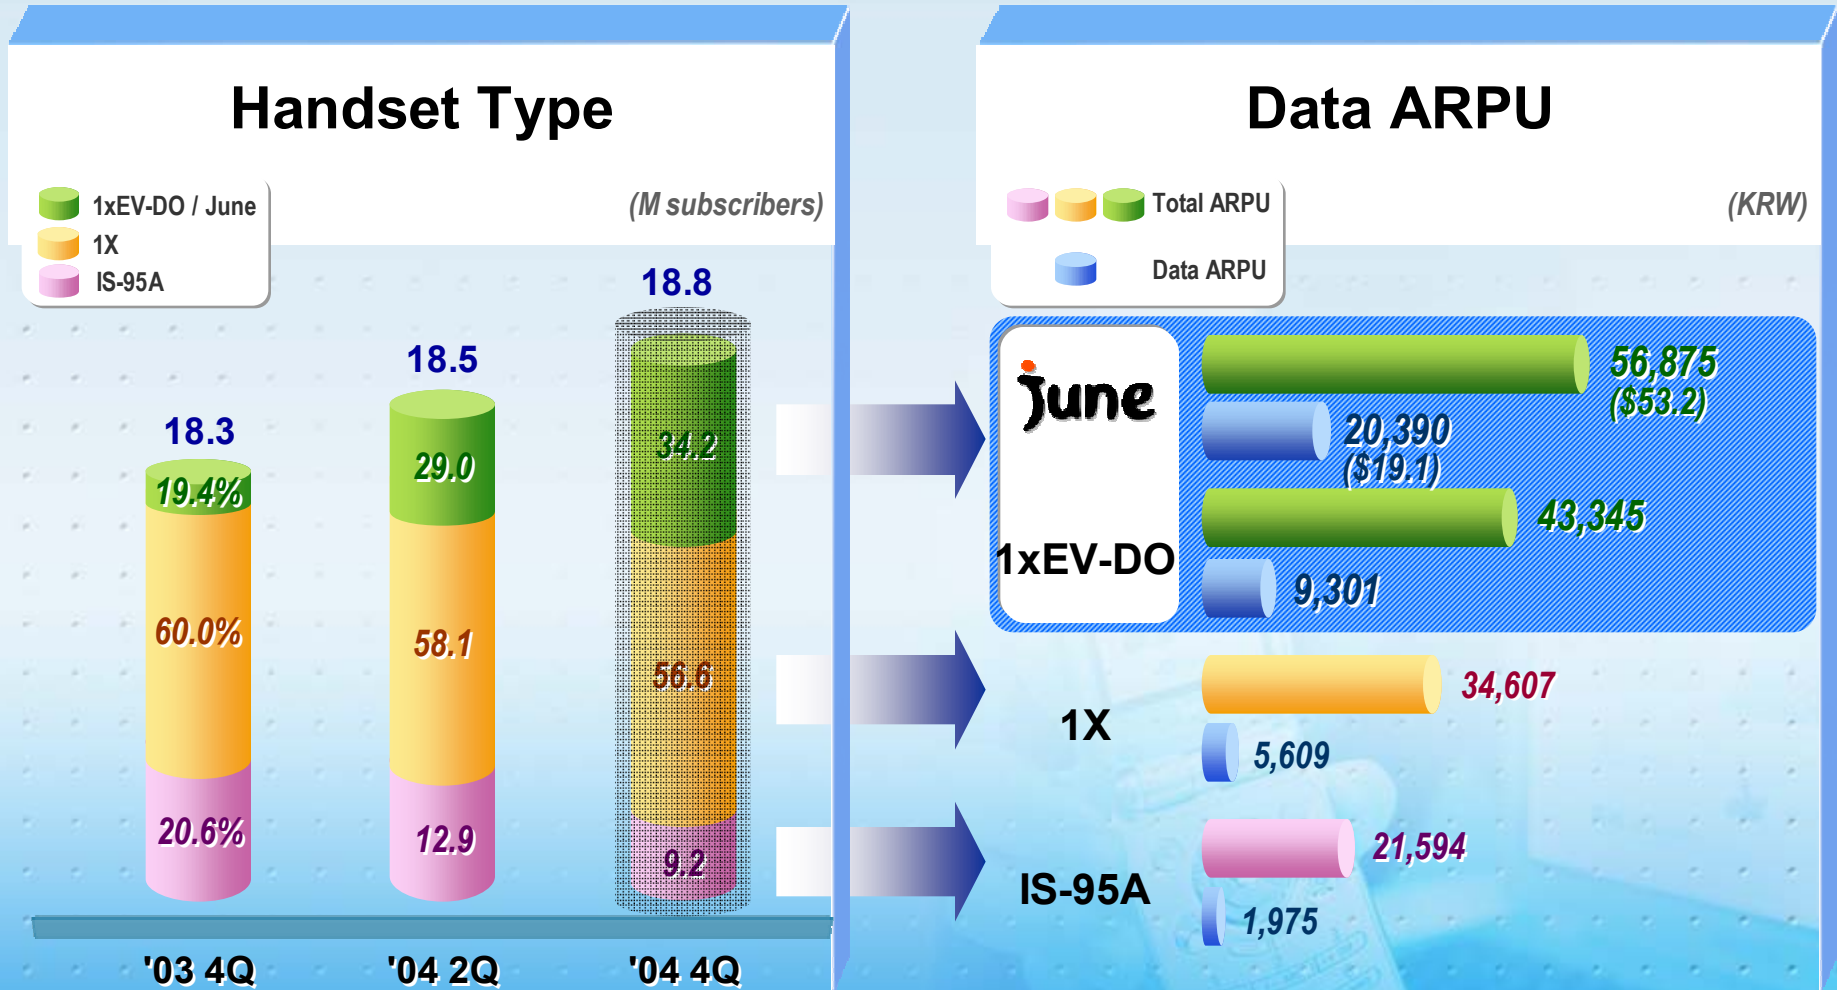 Handset Type
1xEV-DO / June
(M subscribers)
1X
IS-95A
18.3
18.5
18.8
19.4%
29.0
34.2
60.0%
58.1
56.6
20.6%
12.9
9.2
'03 4Q
'04 2Q
'04 4Q
Data ARPU
Total ARPU
(KRW)
Data ARPU
june
56,875
($53.2)
20,390
($19.1)
1xEV-DO
43,345
9,301
1X
34,607
5,609
IS-95A
21,594
1,975